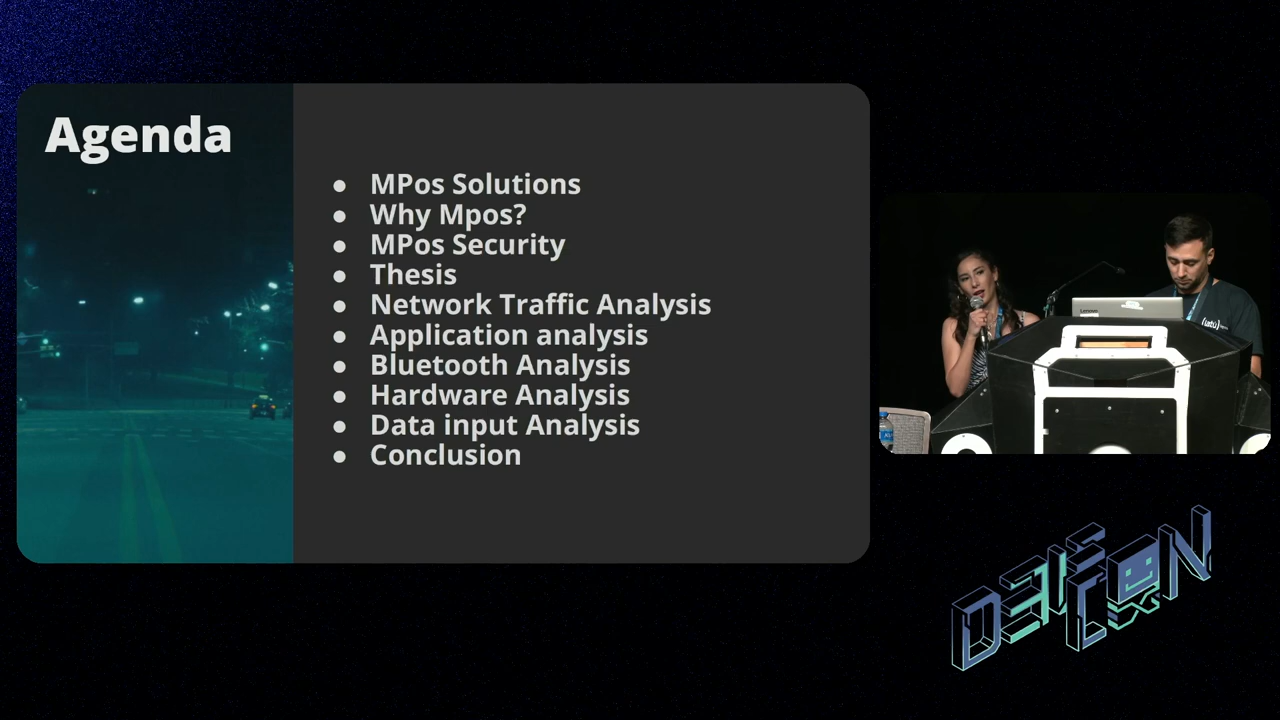 Agenda
● MPos Solutions
● Why Mpos?
● MPos Security
● Thesis
● Network Traffic Analysis
● Application analysis
● Bluetooth Analysis
● Hardware Analysis
● Data input Analysis
● Conclusion
Lenovo
DEF CON